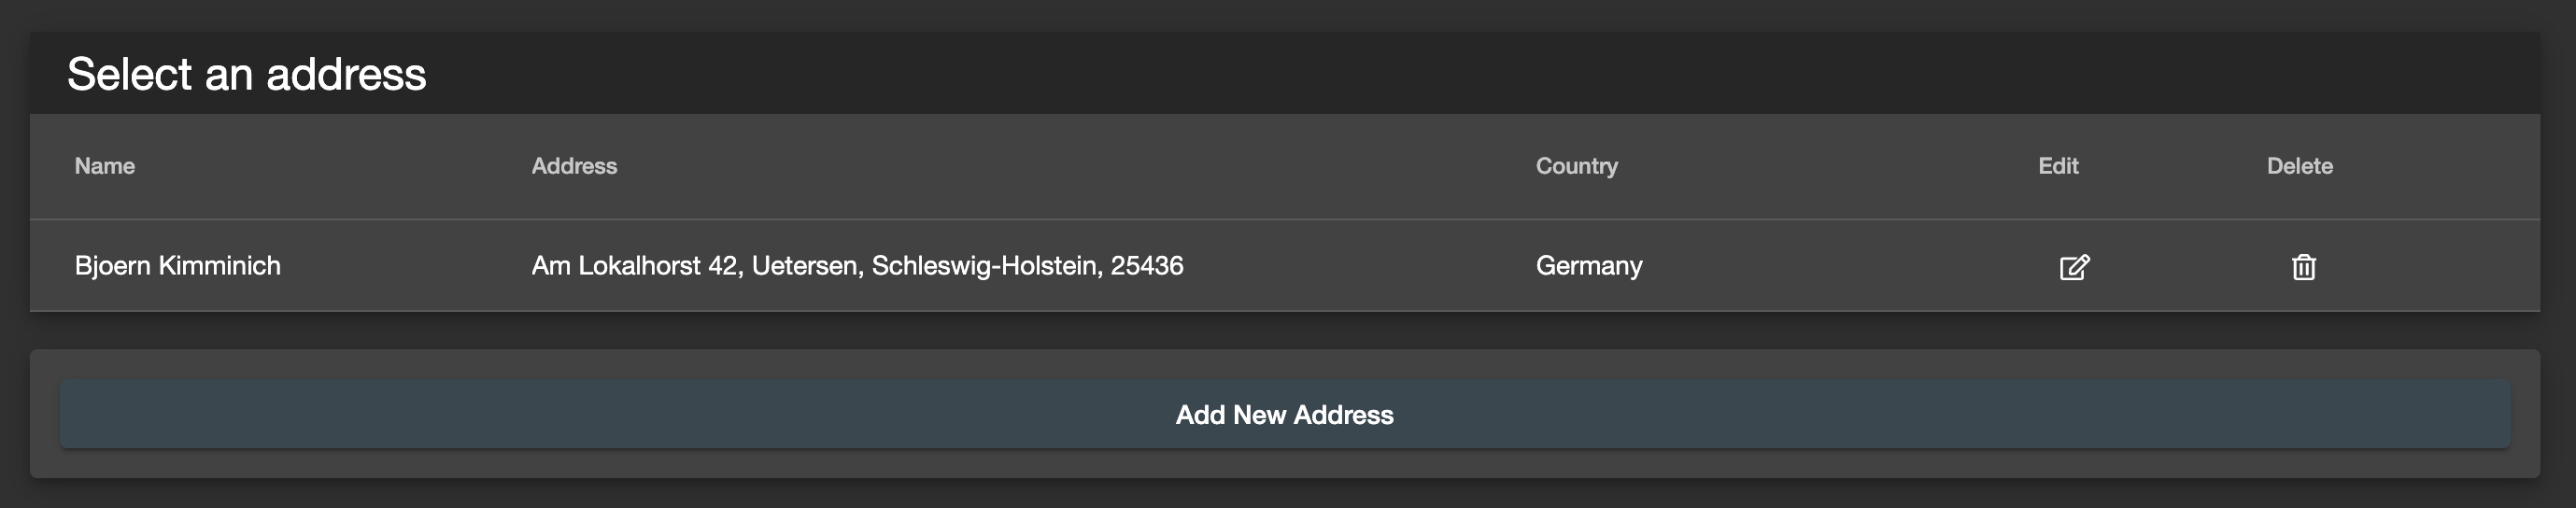 Select an address
Name Address Country Edit Delete
Bjoern Kimminich Am Lokalhorst 42, Uetersen, Schleswig-Holstein, 25436 Germany
Add New Address